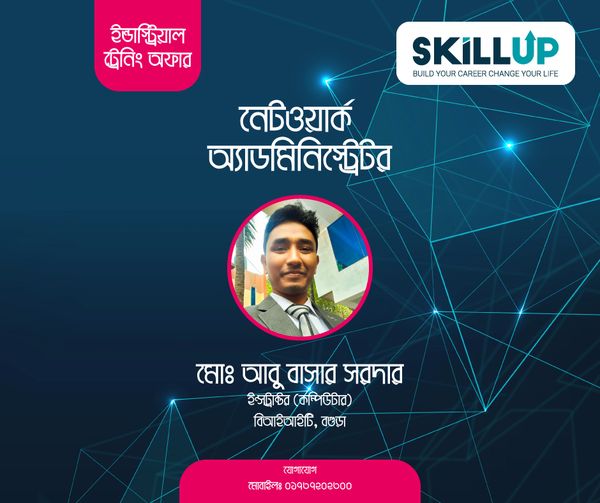 ইন্ডাস্ট্রিয়াল
ট্রেনিং অফার
SKILLUP
BUILD YOUR CAREER CHANGE YOUR LIFE
নেটওয়ার্ক
অ্যাডমিনিস্ট্রেটর
মোঃ আবু বাসার সরদার
ইন্সট্রাক্টর (কম্পিউটার)
বিআইআইটি, বগুড়া
যোগাযোগ
মোবাইলঃ ০১৭৮৭২০২৮০০